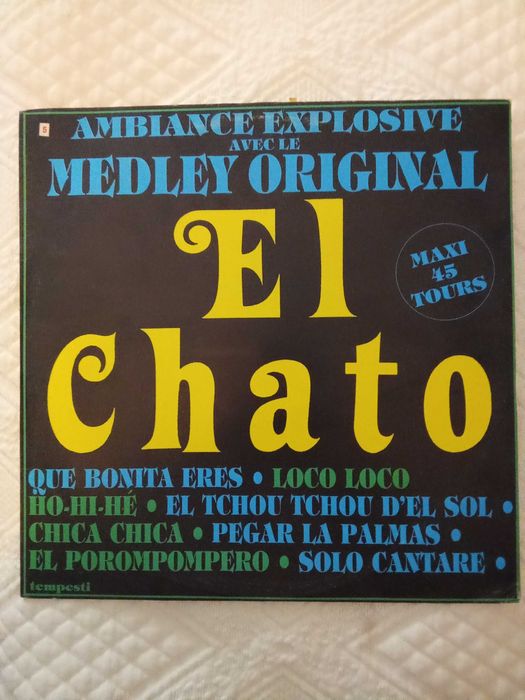 5
AMBIANCE EXPLOSIVE
AVEC LE
MEDLEY ORIGINAL
El
Chato
MAXI
45
TOURS
QUE BONITA ERES • LOCO LOCO
HO-HI-HÉ • EL TCHOU TCHOU D'EL SOL •
CHICA CHICA • PEGAR LA PALMAS •
EL POROMPOMPERO • SOLO CANTARE •
tempesti